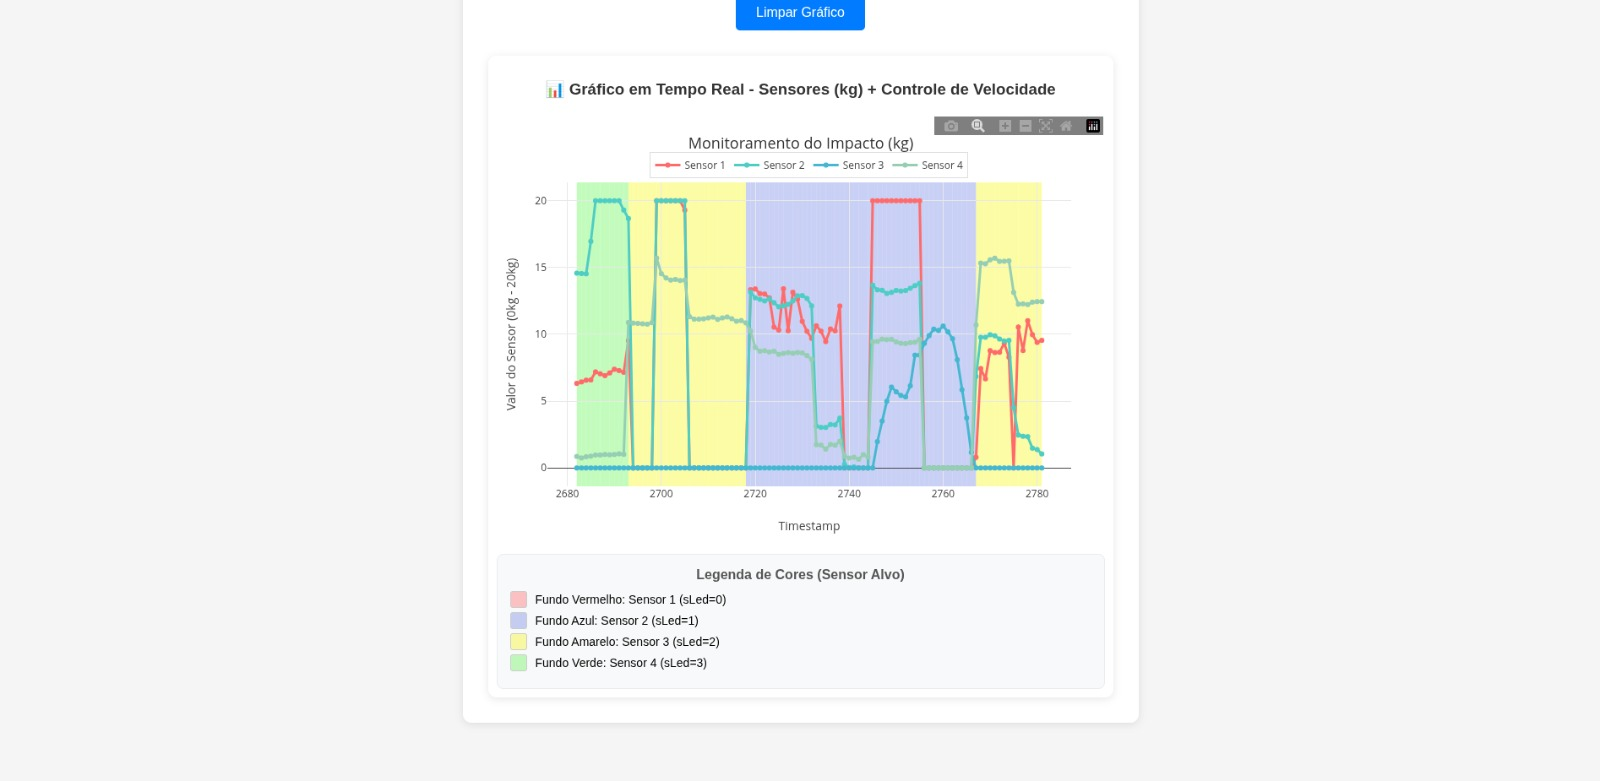 Limpar Gráfico
📊 Gráfico em Tempo Real - Sensores (kg) + Controle de Velocidade
Monitoramento do Impacto (kg)
Sensor 1 Sensor 2 Sensor 3 Sensor 4
20
15
10
5
0
Valor do Sensor (0kg - 20kg)
2680 2700 2720 2740 2760 2780
Timestamp
Legenda de Cores (Sensor Alvo)
Fundo Vermelho: Sensor 1 (sLed=0)
Fundo Azul: Sensor 2 (sLed=1)
Fundo Amarelo: Sensor 3 (sLed=2)
Fundo Verde: Sensor 4 (sLed=3)